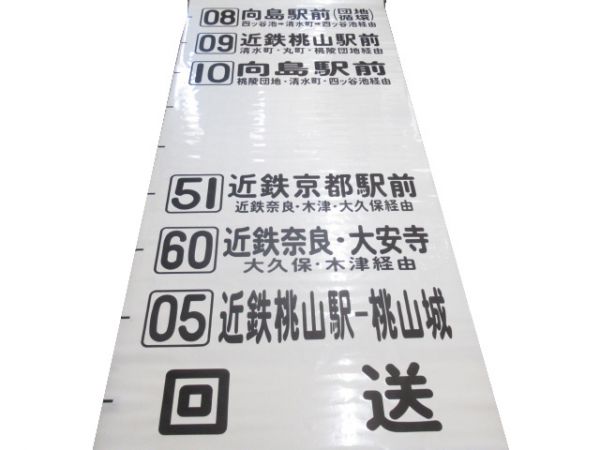 08 向島駅前(団地循環)
四ッ谷池⇒清水町⇒四ッ谷池経由
09 近鉄桃山駅前
清水町・丸町・桃陵団地経由
10 向島駅前
桃陵団地・清水町・四ッ谷池経由
51 近鉄京都駅前
近鉄奈良・木津・大久保経由
60 近鉄奈良・大安寺
大久保・木津経由
05 近鉄桃山駅−桃山城
回送